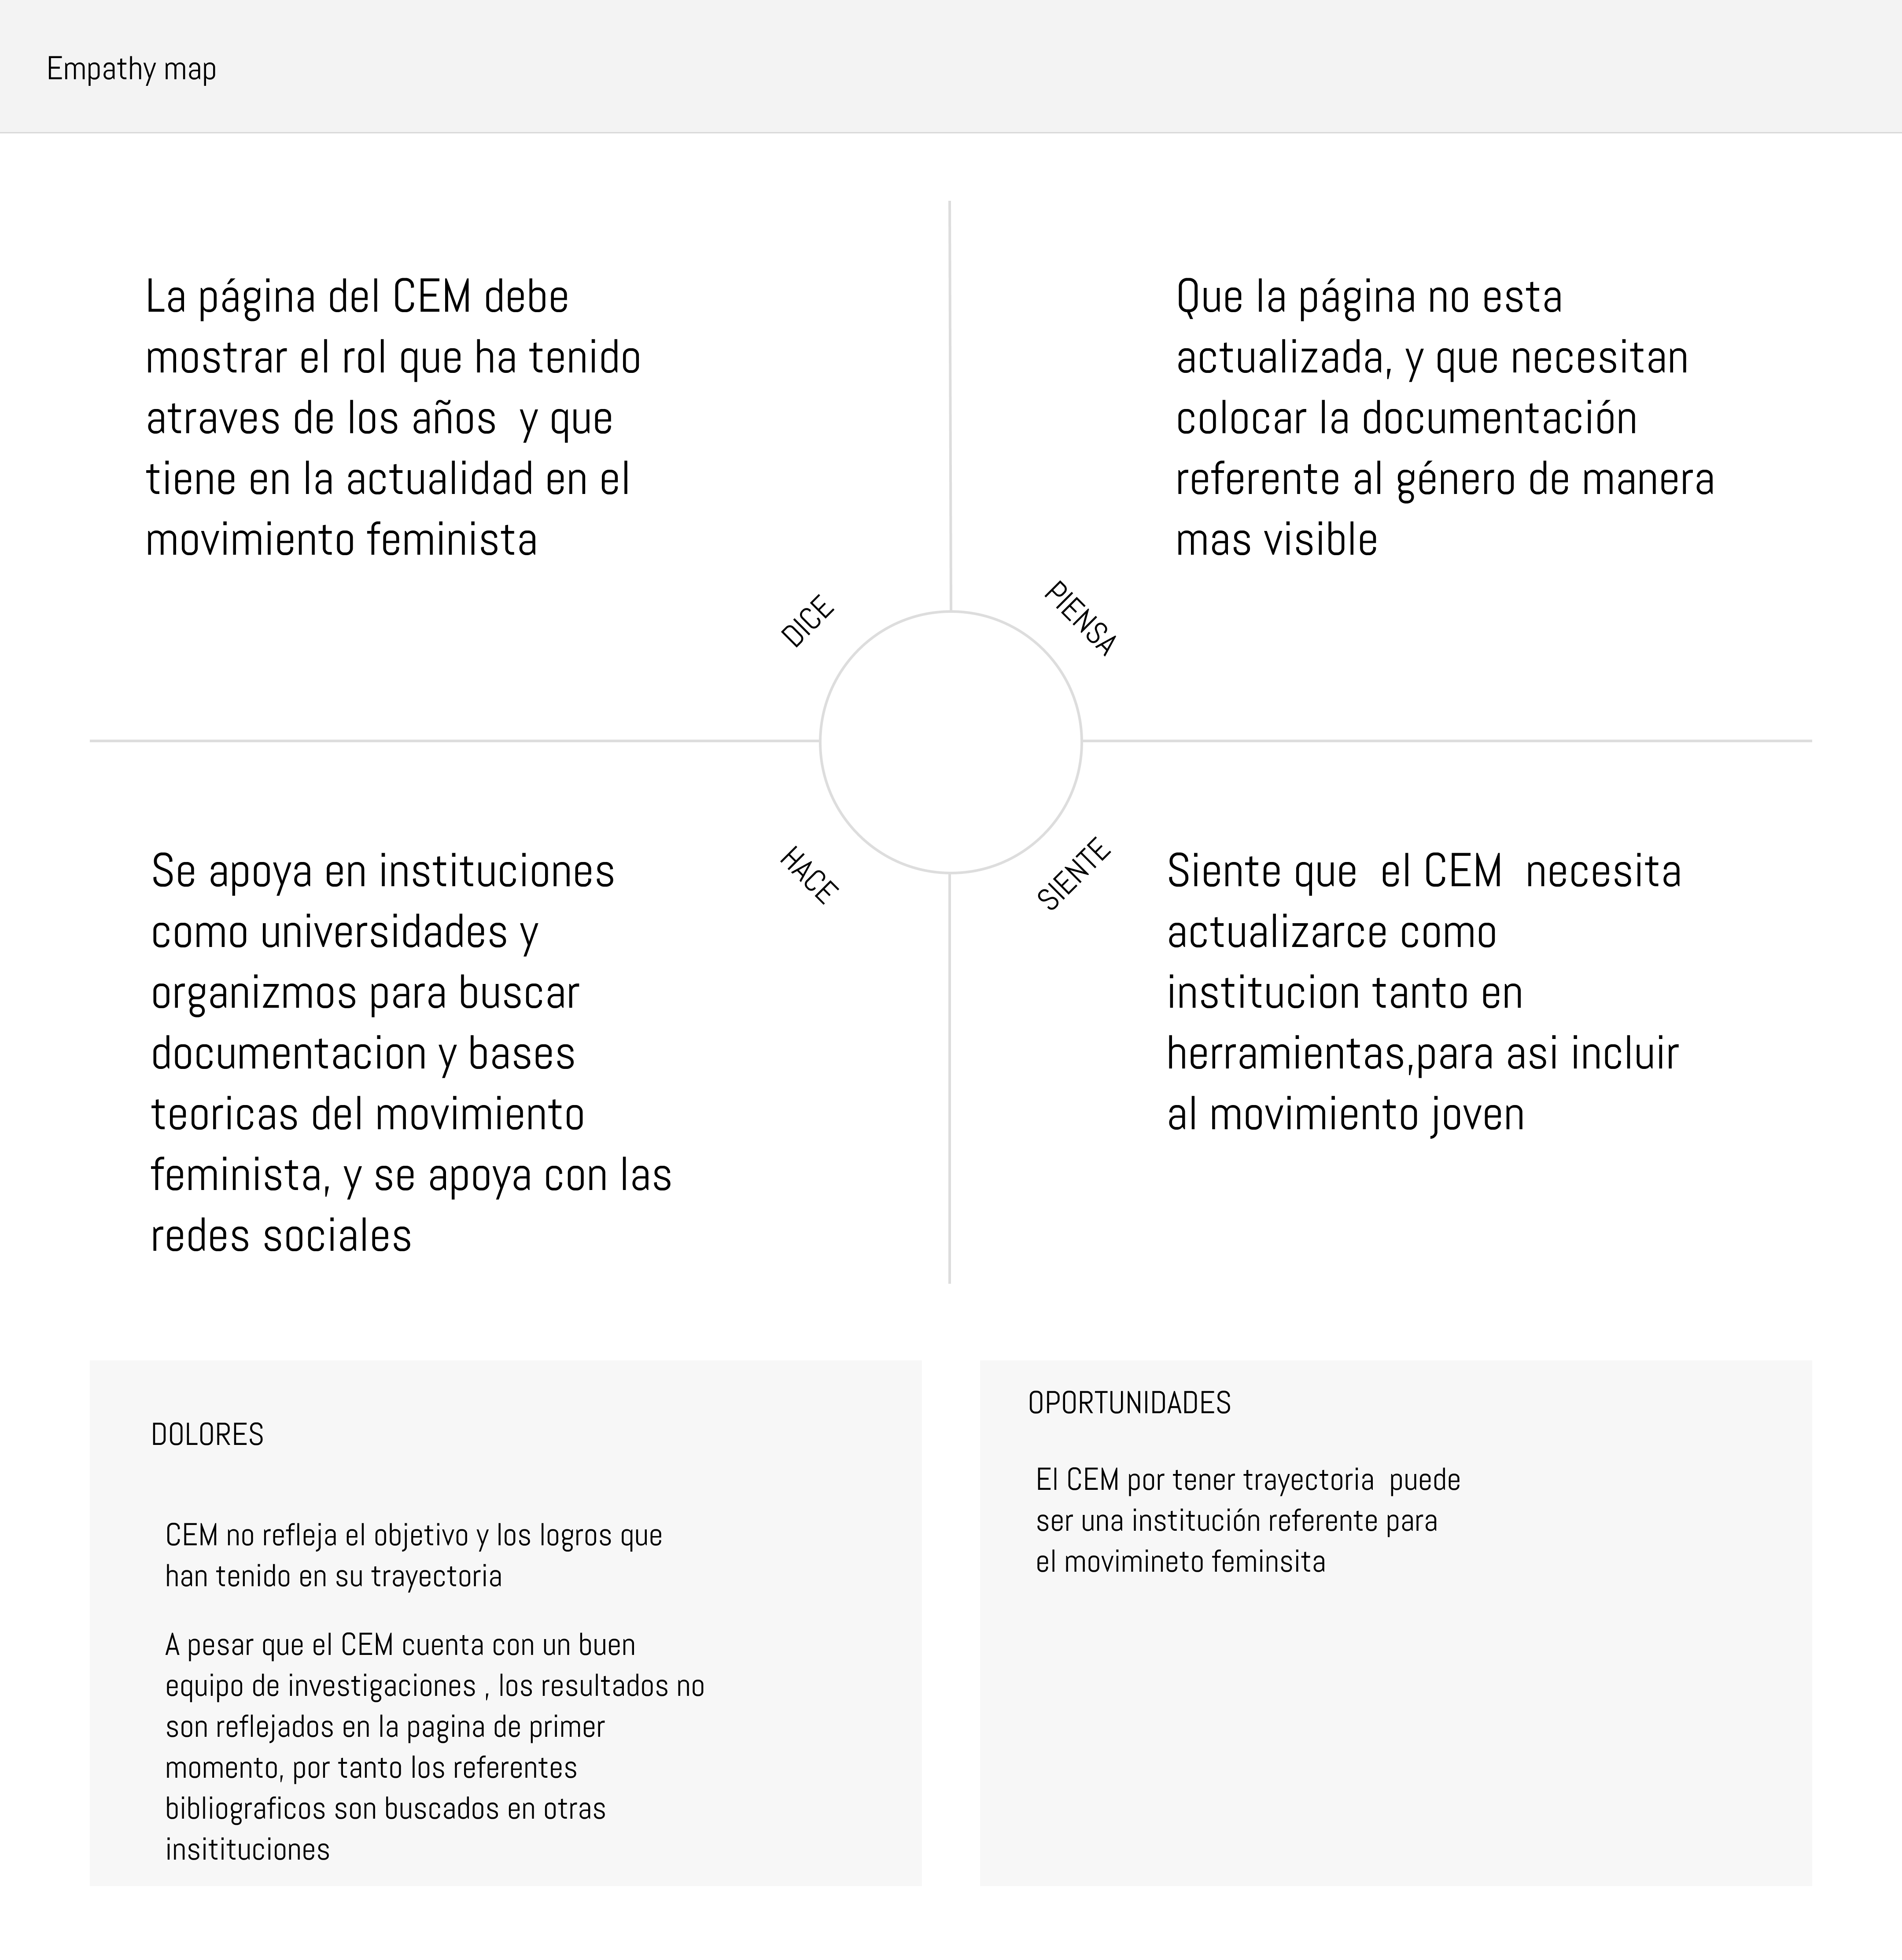 Empathy map
La página del CEM debe
mostrar el rol que ha tenido
atraves de los años  y que
tiene en la actualidad en el
movimiento feminista
Que la página no esta
actualizada, y que necesitan
colocar la documentación
referente al género de manera
mas visible
DICE
PIENSA
HACE
SIENTE
Se apoya en instituciones
como universidades y
organizmos para buscar
documentacion y bases
teoricas del movimiento
feminista, y se apoya con las
redes sociales
Siente que  el CEM  necesita
actualizarce como
institucion tanto en
herramientas,para asi incluir
al movimiento joven
DOLORES
CEM no refleja el objetivo y los logros que
han tenido en su trayectoria
A pesar que el CEM cuenta con un buen
equipo de investigaciones , los resultados no
son reflejados en la pagina de primer
momento, por tanto los referentes
bibliograficos son buscados en otras
insitituciones
OPORTUNIDADES
El CEM por tener trayectoria  puede
ser una institución referente para
el movimineto feminsita